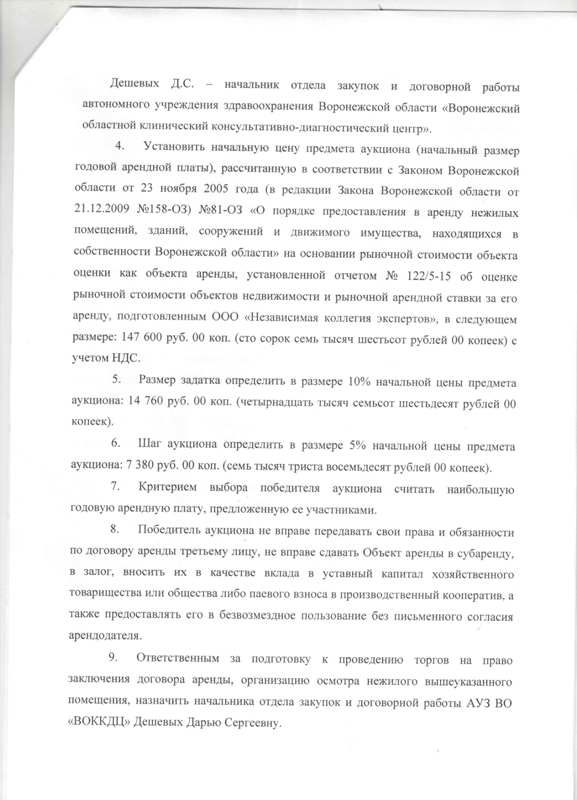 Дешевых Д.С. – начальник отдела закупок и договорной работы
автономного учреждения здравоохранения Воронежской области «Воронежский
областной клинический консультативно-диагностический центр».
4. Установить начальную цену предмета аукциона (начальный размер
годовой арендной платы), рассчитанную в соответствии с Законом Воронежской
области от 23 ноября 2005 года (в редакции Закона Воронежской области от
21.12.2009 №158-ОЗ) №81-ОЗ «О порядке предоставления в аренду нежилых
помещений, зданий, сооружений и движимого имущества, находящихся в
собственности Воронежской области» на основании рыночной стоимости объекта
оценки как объекта аренды, установленной отчетом № 122/5-15 об оценке
рыночной стоимости объектов недвижимости и рыночной арендной ставки за его
аренду, подготовленным ООО «Независимая коллегия экспертов», в следующем
размере: 147 600 руб. 00 коп. (сто сорок семь тысяч шестьсот рублей 00 копеек) с
учетом НДС.
5. Размер задатка определить в размере 10% начальной цены предмета
аукциона: 14 760 руб. 00 коп. (четырнадцать тысяч семьсот шестьдесят рублей 00
копеек).
6. Шаг аукциона определить в размере 5% начальной цены предмета
аукциона: 7 380 руб. 00 коп. (семь тысяч триста восемьдесят рублей 00 копеек).
7. Критерием выбора победителя аукциона считать наибольшую
годовую арендную плату, предложенную ее участниками.
8. Победитель аукциона не вправе передавать свои права и обязанности
по договору аренды третьему лицу, не вправе сдавать Объект аренды в субаренду,
в залог, вносить их в качестве вклада в уставный капитал хозяйственного
товарищества или общества либо паевого взноса в производственный кооператив, а
также предоставлять его в безвозмездное пользование без письменного согласия
арендодателя.
9. Ответственным за подготовку к проведению торгов на право
заключения договора аренды, организацию осмотра нежилого вышеуказанного
помещения, назначить начальника отдела закупок и договорной работы АУЗ ВО
«ВОККДЦ» Дешевых Дарью Сергеевну.